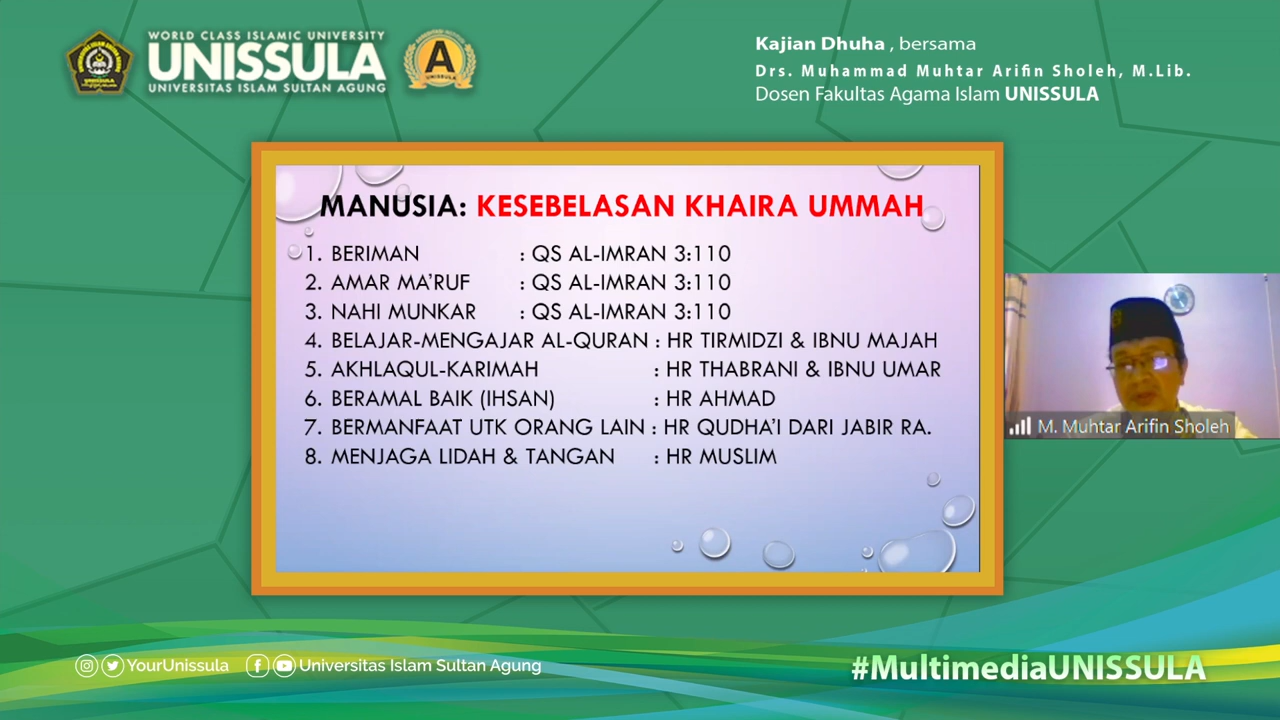 WORLD CLASS ISLAMIC UNIVERSITY
UNISSULA
UNIVERSITAS ISLAM SULTAN AGUNG
A
UNISSULA
Kajian Dhuha , bersama
Drs. Muhammad Muhtar Arifin Sholeh, M.Lib.
Dosen Fakultas Agama Islam UNISSULA
MANUSIA: KESEBELASAN KHAIRA UMMAH
1. BERIMAN : QS AL-IMRAN 3:110
2. AMAR MA'RUF : QS AL-IMRAN 3:110
3. NAHI MUNKAR : QS AL-IMRAN 3:110
4. BELAJAR-MENGAJAR AL-QURAN : HR TIRMIDZI & IBNU MAJAH
5. AKHLAQUL-KARIMAH : HR THABRANI & IBNU UMAR
6. BERAMAL BAIK (IHSAN) : HR AHMAD
7. BERMANFAAT UTK ORANG LAIN : HR QUDHA'I DARI JABIR RA.
8. MENJAGA LIDAH & TANGAN : HR MUSLIM
M. Muhtar Arifin Sholeh
YourUnissula
Universitas Islam Sultan Agung
#MultimediaUNISSULA